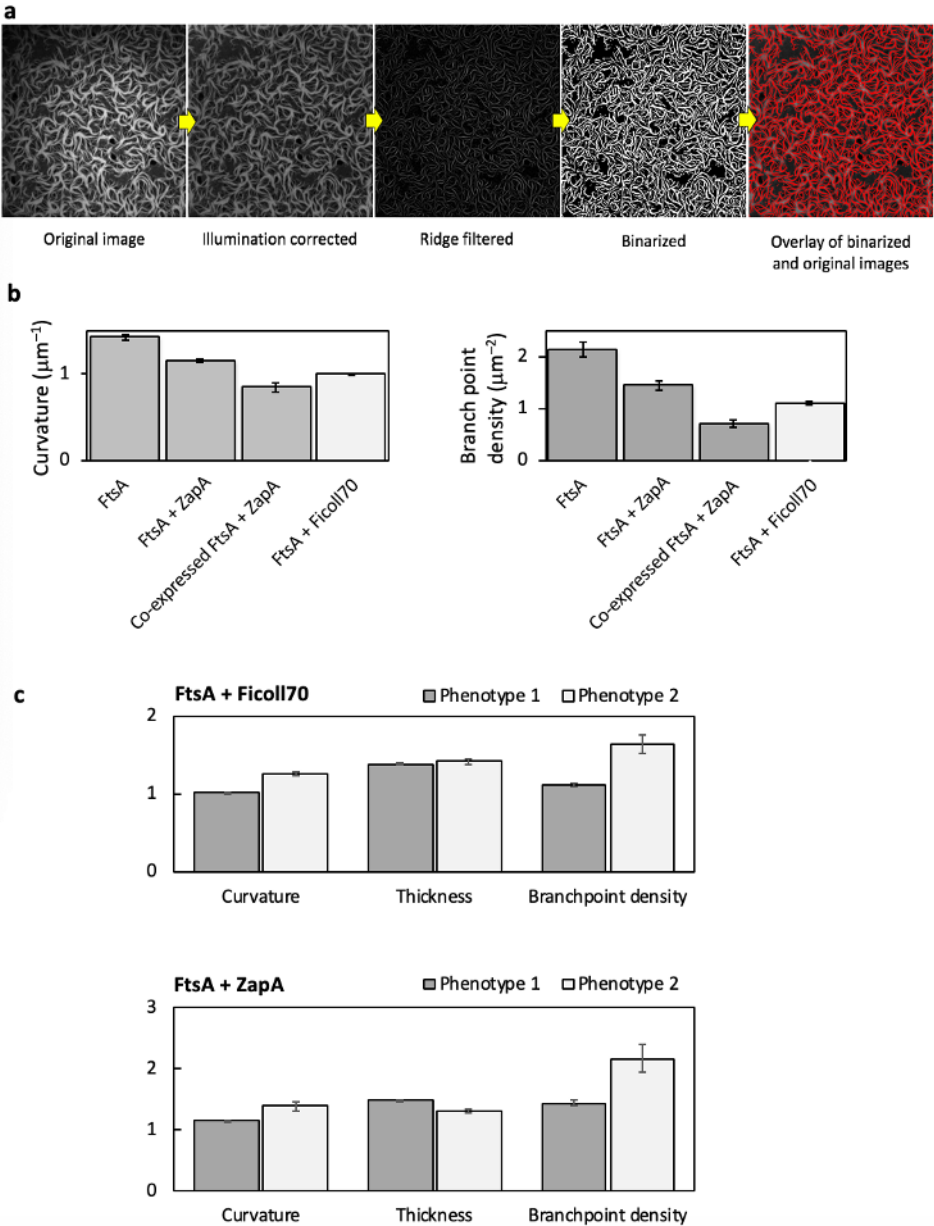 a
Original image
Illumination corrected
Ridge filtered
Binarized
Overlay of binarized
and original images
b
Curvature (μm⁻¹)
1
0
FtsA
FtsA + ZapA
Co-expressed FtsA + ZapA
FtsA + Ficoll70
Branch point
density (μm⁻²)
2
1
0
FtsA
FtsA + ZapA
Co-expressed FtsA + ZapA
FtsA + Ficoll70
c
FtsA + Ficoll70
Phenotype 1
Phenotype 2
2
1
0
Curvature
Thickness
Branchpoint density
FtsA + ZapA
Phenotype 1
Phenotype 2
3
2
1
0
Curvature
Thickness
Branchpoint density